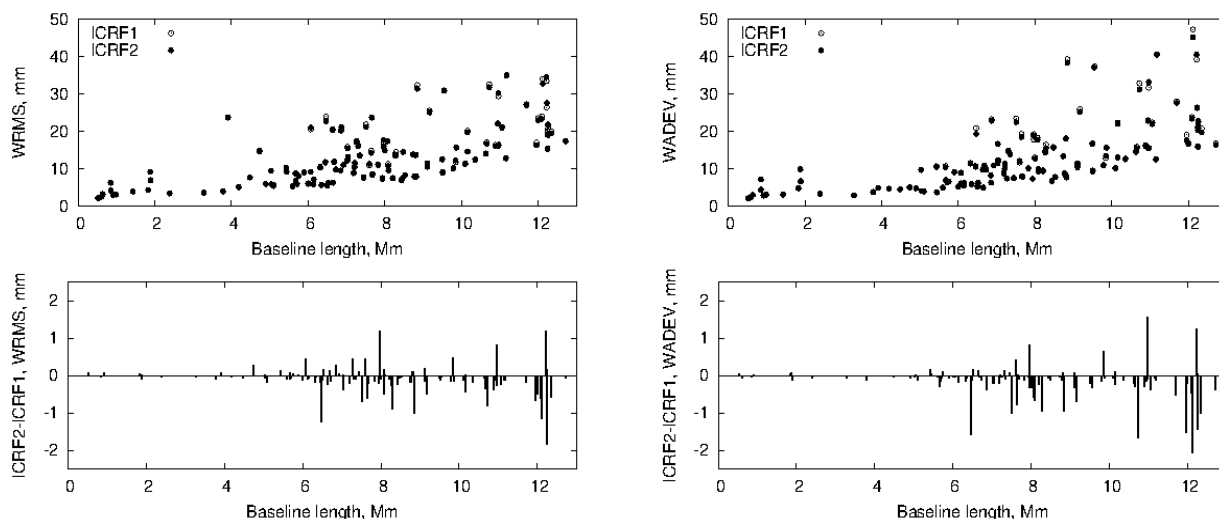 50
40
30
20
10
0
WRMS, mm
ICRF1
ICRF2
0 2 4 6 8 10 12
Baseline length, Mm
50
40
30
20
10
0
WADEV, mm
ICRF1
ICRF2
0 2 4 6 8 10 12
Baseline length, Mm
2
1
0
-1
-2
ICRF2-ICRF1, WRMS, mm
0 2 4 6 8 10 12
Baseline length, Mm
2
1
0
-1
-2
ICRF2-ICRF1, WADEV, mm
0 2 4 6 8 10 12
Baseline length, Mm